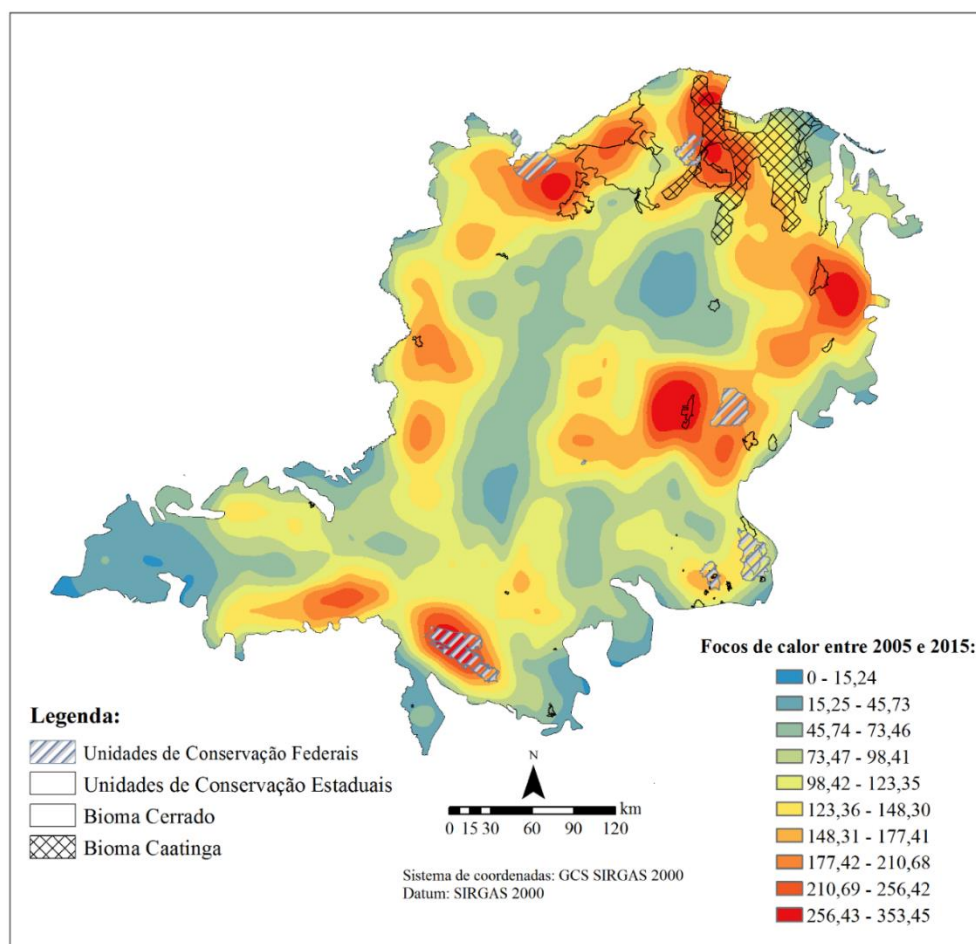 Legenda:
Unidades de Conservação Federais
Unidades de Conservação Estaduais
Bioma Cerrado
Bioma Caatinga
N
km
0 15 30 60 90 120
Sistema de coordenadas: GCS SIRGAS 2000
Datum: SIRGAS 2000
Focos de calor entre 2005 e 2015:
0 - 15,24
15,25 - 45,73
45,74 - 73,46
73,47 - 98,41
98,42 - 123,35
123,36 - 148,30
148,31 - 177,41
177,42 - 210,68
210,69 - 256,42
256,43 - 353,45